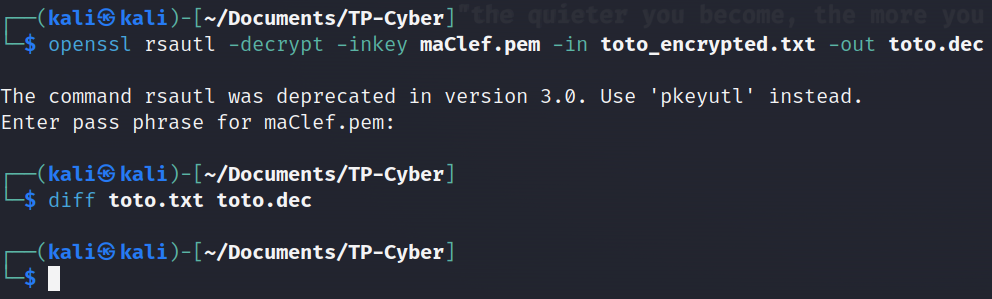 "the quieter you become, the more you
┌──(kali㉿kali)-[~/Documents/TP-Cyber]
└─$ openssl rsautl -decrypt -inkey maClef.pem -in toto_encrypted.txt -out toto.dec
The command rsautl was deprecated in version 3.0. Use 'pkeyutl' instead.
Enter pass phrase for maClef.pem:
┌──(kali㉿kali)-[~/Documents/TP-Cyber]
└─$ diff toto.txt toto.dec
┌──(kali㉿kali)-[~/Documents/TP-Cyber]
└─$